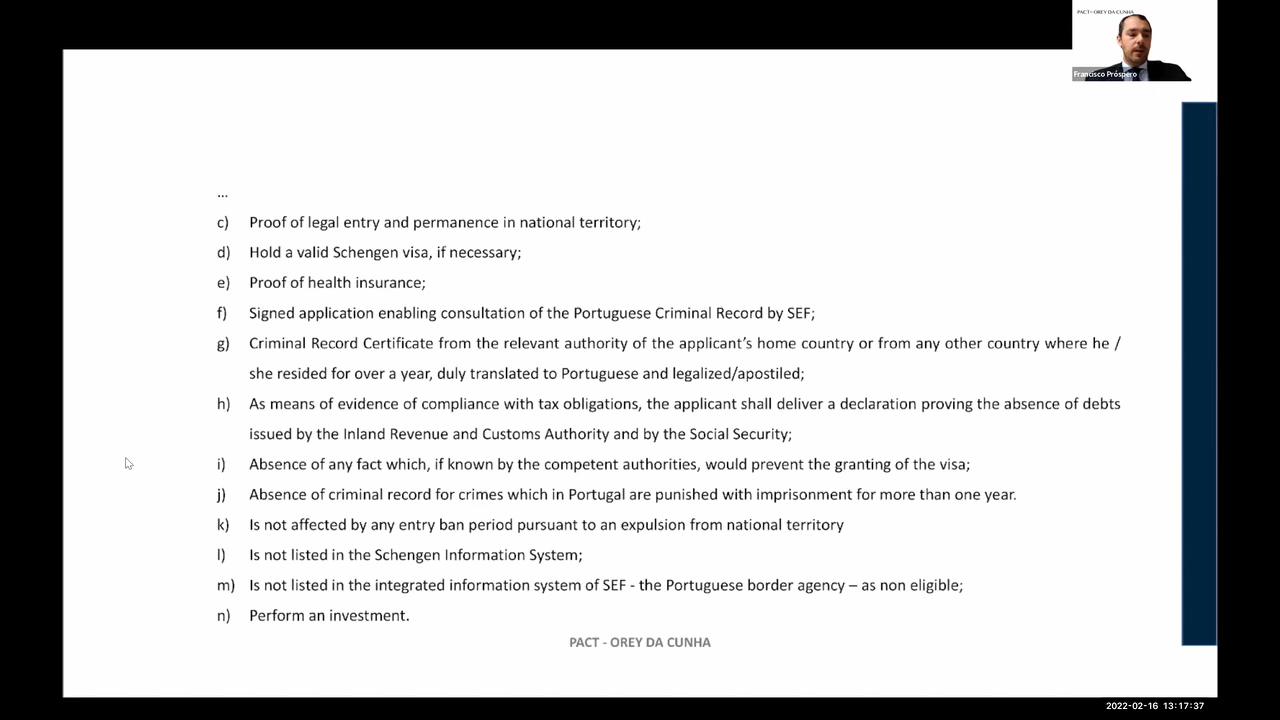 PACT - OREY DA CUNHA
Francisco Próspero
...
c) Proof of legal entry and permanence in national territory;
d) Hold a valid Schengen visa, if necessary;
e) Proof of health insurance;
f) Signed application enabling consultation of the Portuguese Criminal Record by SEF;
g) Criminal Record Certificate from the relevant authority of the applicant’s home country or from any other country where he /
she resided for over a year, duly translated to Portuguese and legalized/apostiled;
h) As means of evidence of compliance with tax obligations, the applicant shall deliver a declaration proving the absence of debts
issued by the Inland Revenue and Customs Authority and by the Social Security;
i) Absence of any fact which, if known by the competent authorities, would prevent the granting of the visa;
j) Absence of criminal record for crimes which in Portugal are punished with imprisonment for more than one year.
k) Is not affected by any entry ban period pursuant to an expulsion from national territory
l) Is not listed in the Schengen Information System;
m) Is not listed in the integrated information system of SEF - the Portuguese border agency – as non eligible;
n) Perform an investment.
PACT - OREY DA CUNHA
2022-02-16 13:17:37